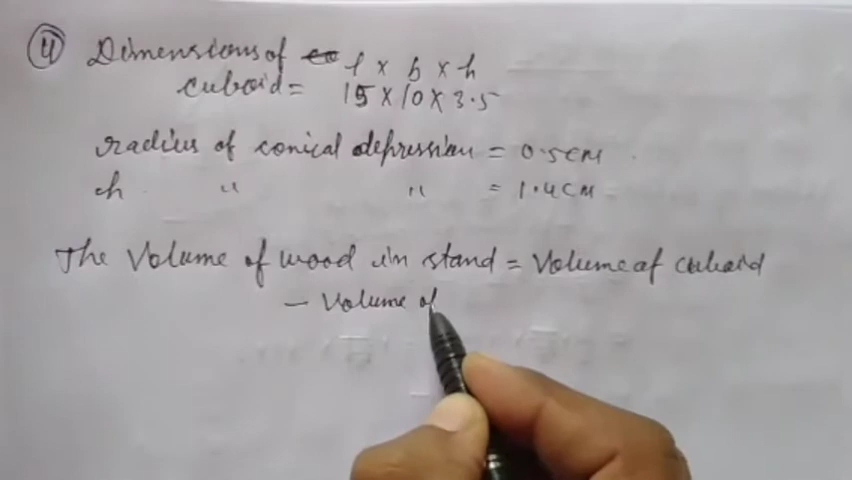 4 Dimensions of l × b × h
cuboid = 15 × 10 × 3.5
radius of conical depression = 0.5cm
h " " = 1.4cm
The Volume of wood in stand = Volume of cuboid
- Volume of